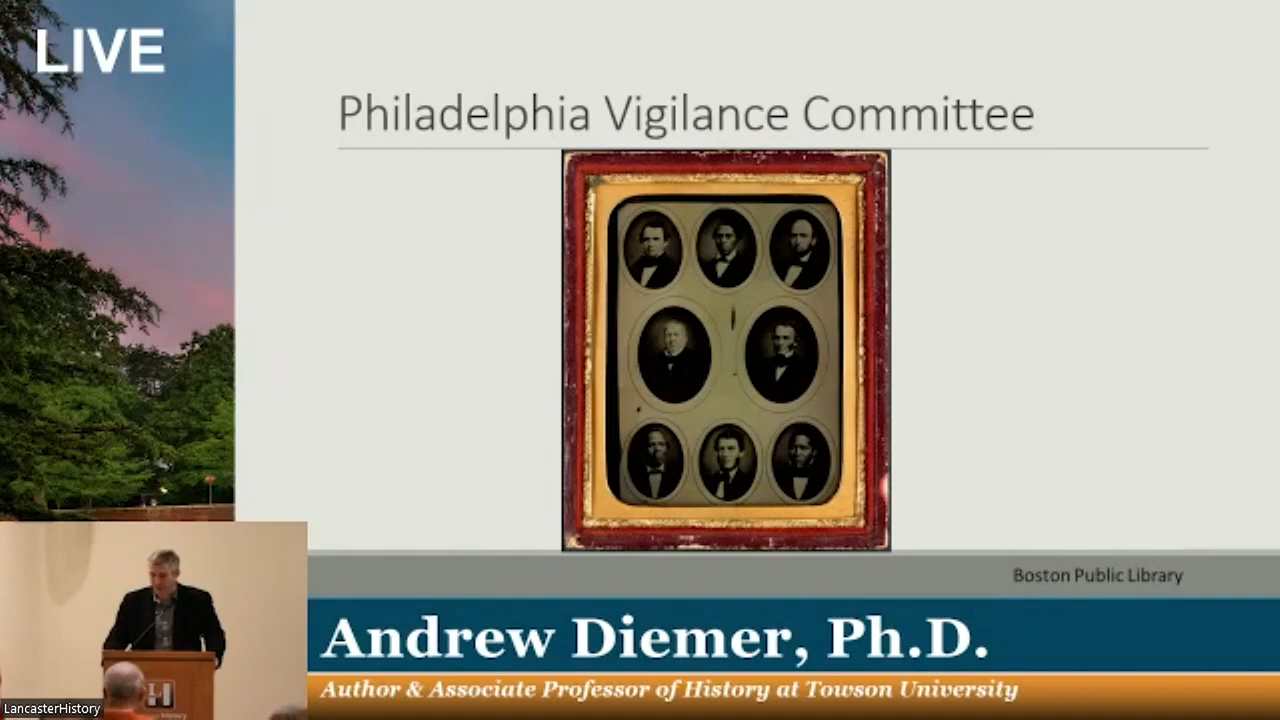 LIVE
Philadelphia Vigilance Committee
Boston Public Library
Andrew Diemer, Ph.D.
Author & Associate Professor of History at Towson University
LancasterHistory
H